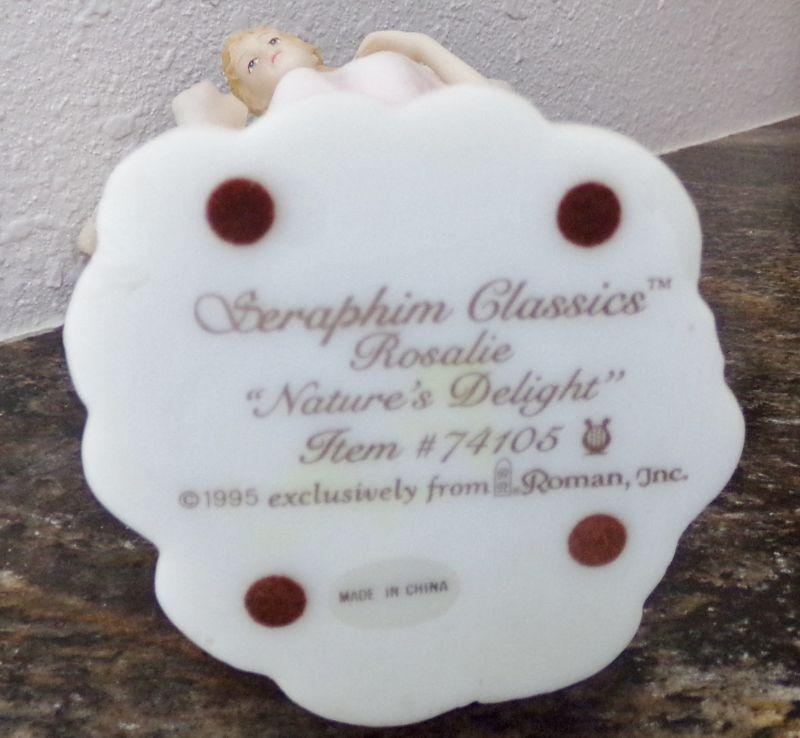 Seraphim Classics™
Rosalie
“Nature's Delight”
Item #74105
©1995 exclusively from Roman, Inc.
MADE IN CHINA